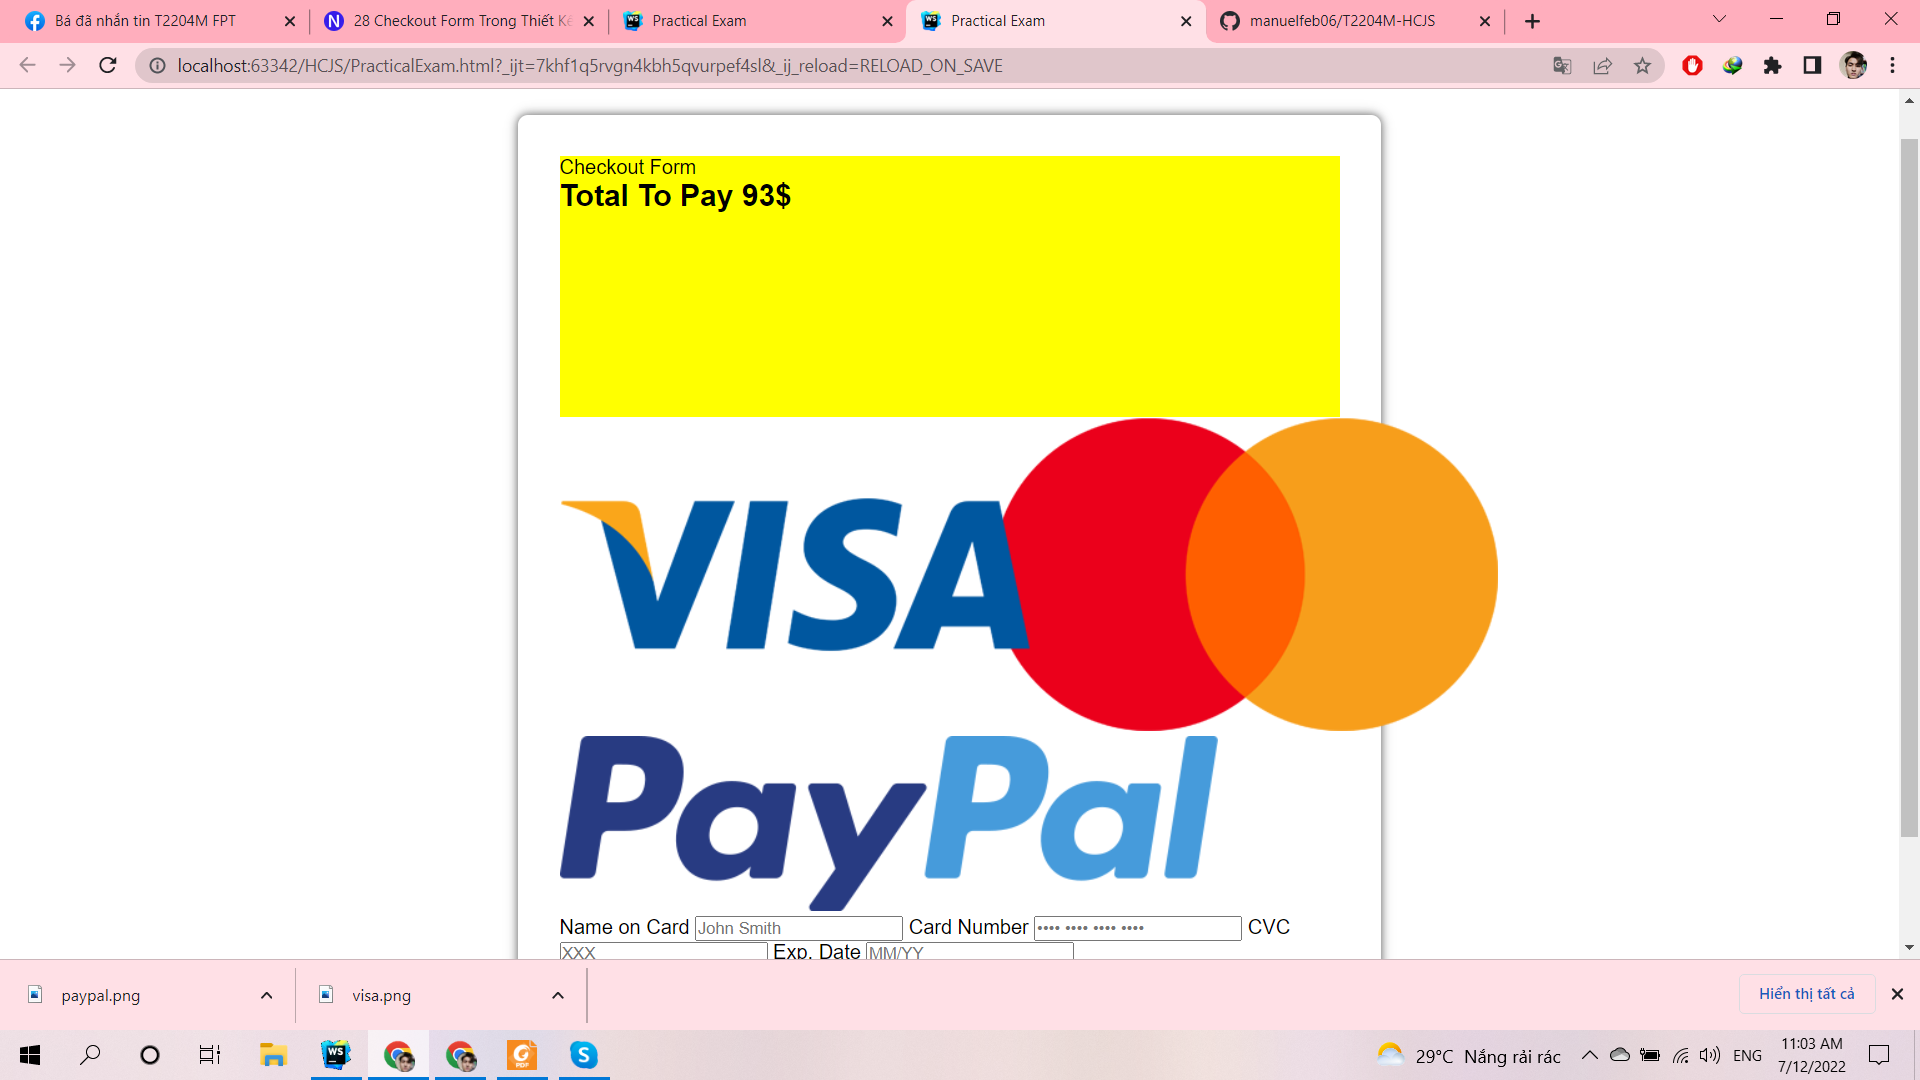 Bá đã nhắn tin T2204M FPT
28 Checkout Form Trong Thiết Kế
Practical Exam
Practical Exam
manuelfeb06/T2204M-HCJS
localhost:63342/HCJS/PracticalExam.html?_ijt=7khf1q5rvgn4kbh5qvurpef4sl&_ij_reload=RELOAD_ON_SAVE
Checkout Form
Total To Pay 93$
VISA
PayPal
Name on Card John Smith Card Number •••• •••• •••• •••• CVC
XXX Exp. Date MM/YY
paypal.png
visa.png
Hiển thị tất cả
29°C Nắng rải rác
ENG
11:03 AM
7/12/2022